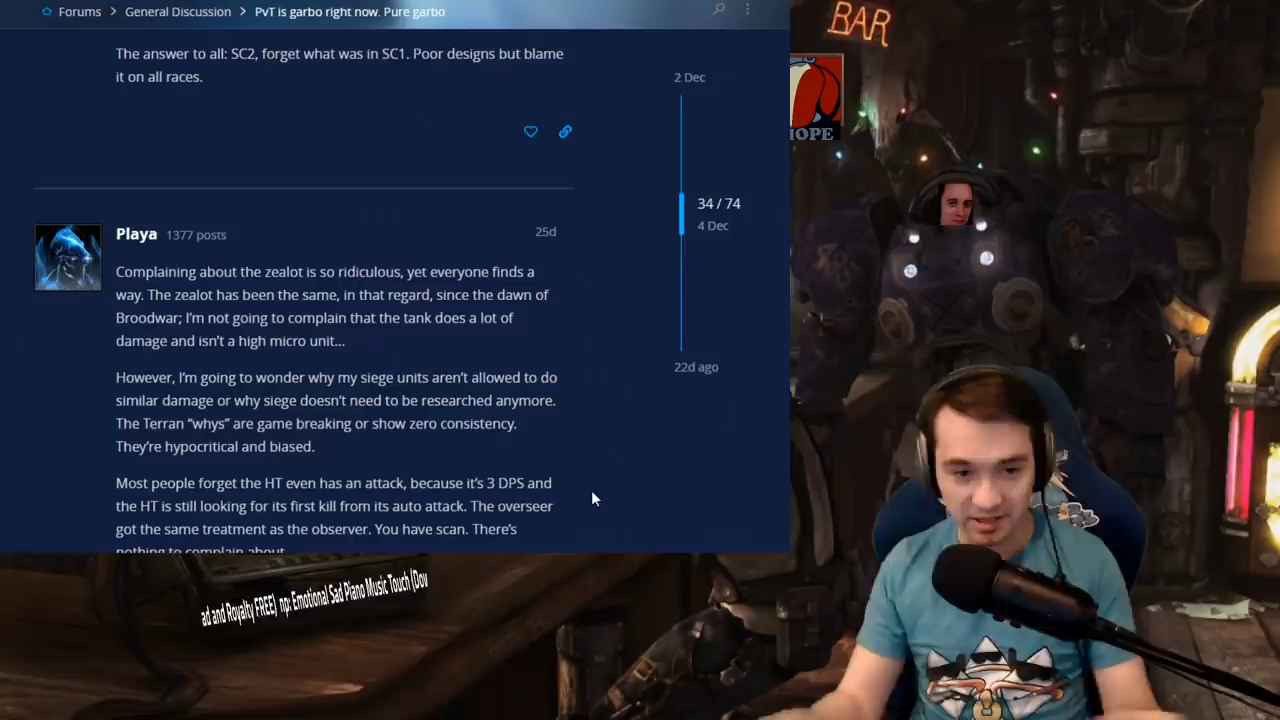 BAR
Forums > General Discussion > PvT is garbo right now. Pure garbo
The answer to all: SC2, forget what was in SC1. Poor designs but blame
it on all races.
2 Dec
HOPE
34 / 74
4 Dec
Playa 1377 posts 25d
Complaining about the zealot is so ridiculous, yet everyone finds a
way. The zealot has been the same, in that regard, since the dawn of
Broodwar; I’m not going to complain that the tank does a lot of
damage and isn’t a high micro unit...
22d ago
However, I’m going to wonder why my siege units aren’t allowed to do
similar damage or why siege doesn’t need to be researched anymore.
The Terran “whys” are game breaking or show zero consistency.
They’re hypocritical and biased.
Most people forget the HT even has an attack, because it’s 3 DPS and
the HT is still looking for its first kill from its auto attack. The overseer
got the same treatment as the observer. You have scan. There’s
nothing to complain about
ad and Royalty FREE) np: Emotional Sad Piano Music Touch (Dow